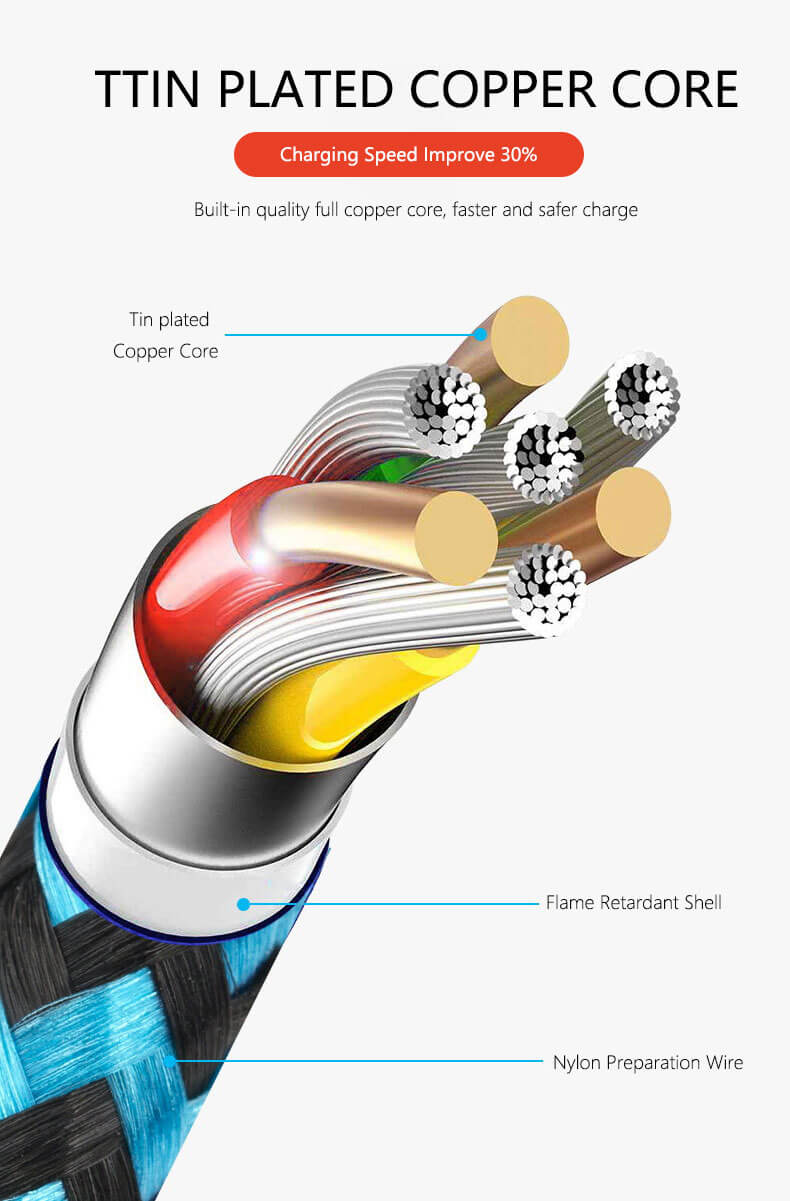 TTIN PLATED COPPER CORE
Charging Speed Improve 30%
Built-in quality full copper core, faster and safer charge
Tin plated
Copper Core
Flame Retardant Shell
Nylon Preparation Wire